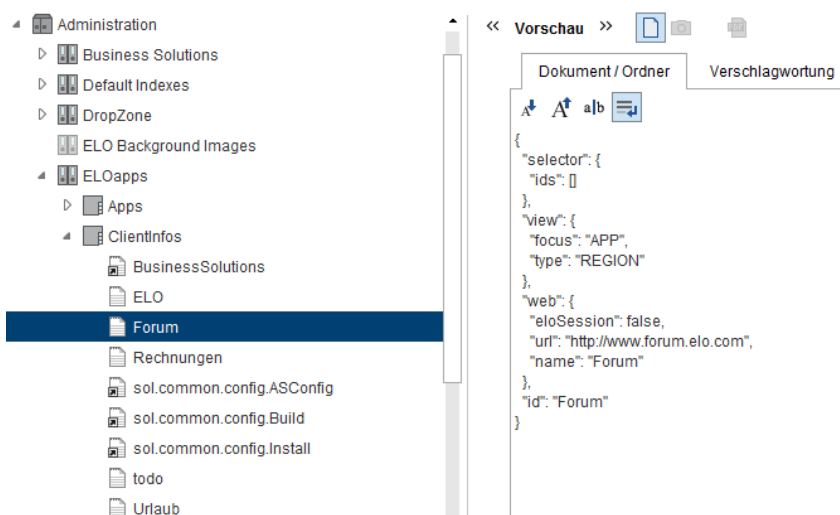 Administration
Business Solutions
Default Indexes
DropZone
ELO Background Images
ELOapps
Apps
ClientInfos
BusinessSolutions
ELO
Forum
Rechnungen
sol.common.config.ASConfig
sol.common.config.Build
sol.common.config.Install
todo
Urlaub
Vorschau
Dokument / Ordner
Verschlagwortung
A A a|b
{
"selector": {
"ids": []
},
"view": {
"focus": "APP",
"type": "REGION"
},
"web": {
"eloSession": false,
"url": "http://www.forum.elo.com",
"name": "Forum"
},
"id": "Forum"
}